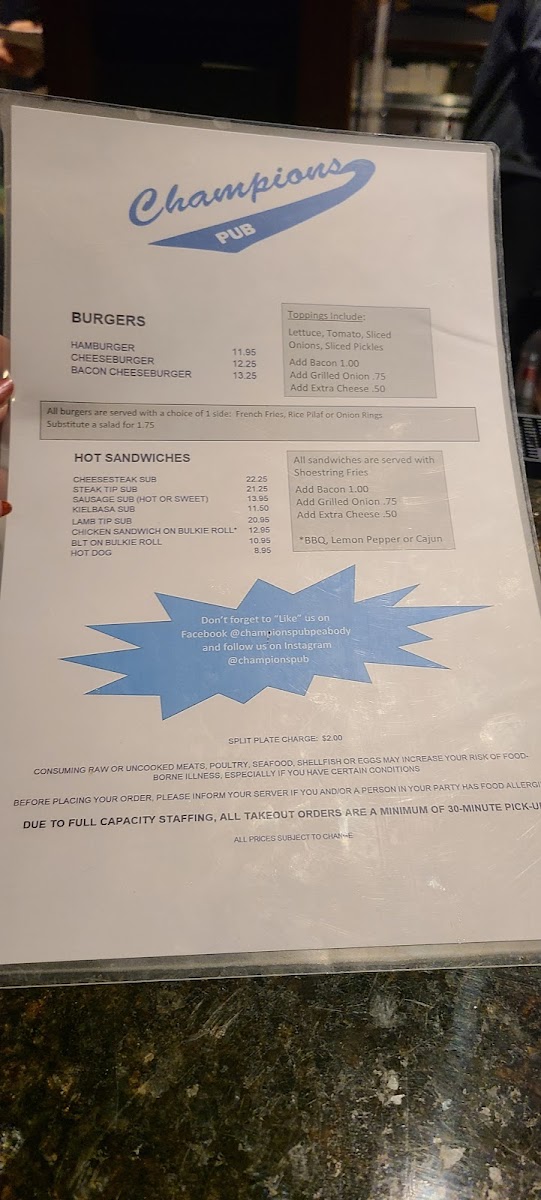 Champions
PUB
BURGERS
HAMBURGER 11.95
CHEESEBURGER 12.25
BACON CHEESEBURGER 13.25
Toppings Include:
Lettuce, Tomato, Sliced
Onions, Sliced Pickles
Add Bacon 1.00
Add Grilled Onion .75
Add Extra Cheese .50
All burgers are served with a choice of 1 side: French Fries, Rice Pilaf or Onion Rings
Substitute a salad for 1.75
HOT SANDWICHES
CHEESESTEAK SUB 22.25
STEAK TIP SUB 21.25
SAUSAGE SUB (HOT OR SWEET) 13.95
KIELBASA SUB 11.50
LAMB TIP SUB 20.95
CHICKEN SANDWICH ON BULKIE ROLL* 12.95
BLT ON BULKIE ROLL 10.95
HOT DOG 8.95
All sandwiches are served with
Shoestring Fries
Add Bacon 1.00
Add Grilled Onion .75
Add Extra Cheese .50
*BBQ, Lemon Pepper or Cajun
Don't forget to "Like" us on
Facebook @championspubpeabody
and follow us on Instagram
@championspub
SPLIT PLATE CHARGE: $2.00
CONSUMING RAW OR UNCOOKED MEATS, POULTRY, SEAFOOD, SHELLFISH OR EGGS MAY INCREASE YOUR RISK OF FOOD-
BORNE ILLNESS, ESPECIALLY IF YOU HAVE CERTAIN CONDITIONS
BEFORE PLACING YOUR ORDER, PLEASE INFORM YOUR SERVER IF YOU AND/OR A PERSON IN YOUR PARTY HAS FOOD ALLERGI
DUE TO FULL CAPACITY STAFFING, ALL TAKEOUT ORDERS ARE A MINIMUM OF 30-MINUTE PICK-U
ALL PRICES SUBJECT TO CHANGE